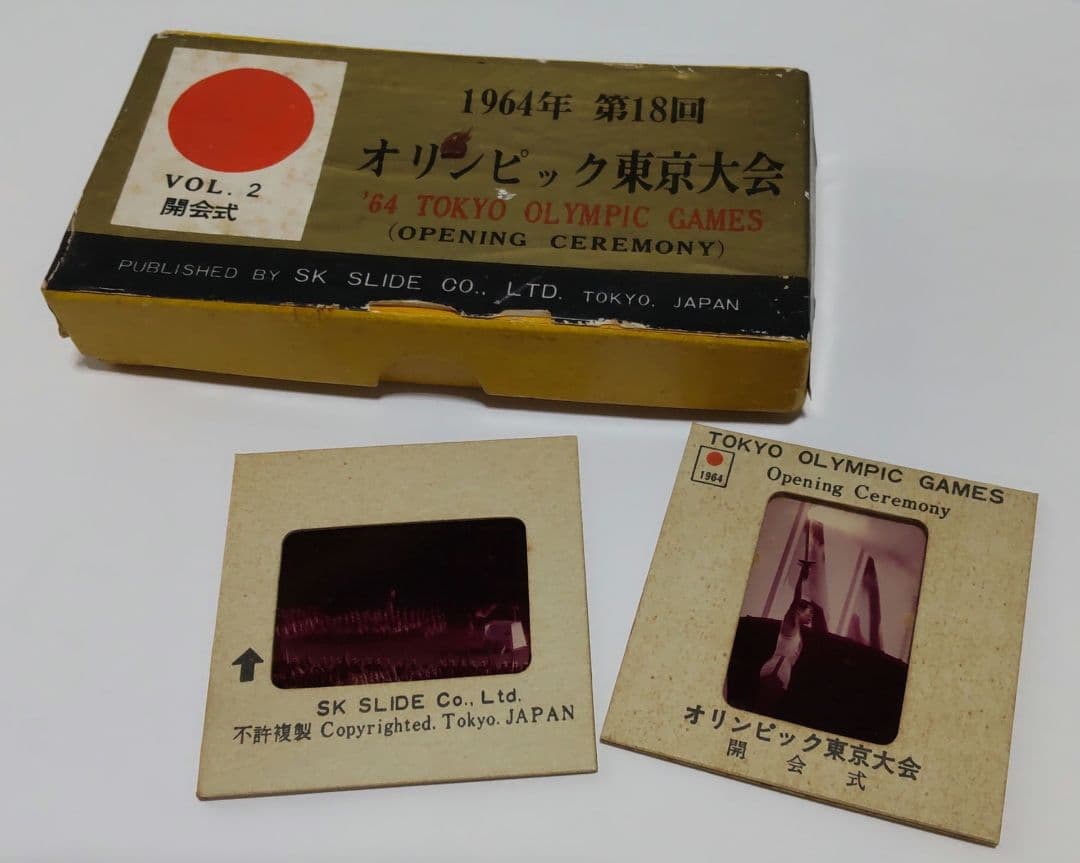 1964年 第18回
オリンピック東京大会
'64 TOKYO OLYMPIC GAMES
(OPENING CEREMONY)
VOL. 2
開会式
PUBLISHED BY SK SLIDE CO., LTD. TOKYO. JAPAN
SK SLIDE Co., Ltd.
不許複製 Copyrighted. Tokyo. JAPAN
TOKYO OLYMPIC GAMES
1964
Opening Ceremony
オリンピック東京大会
開会式